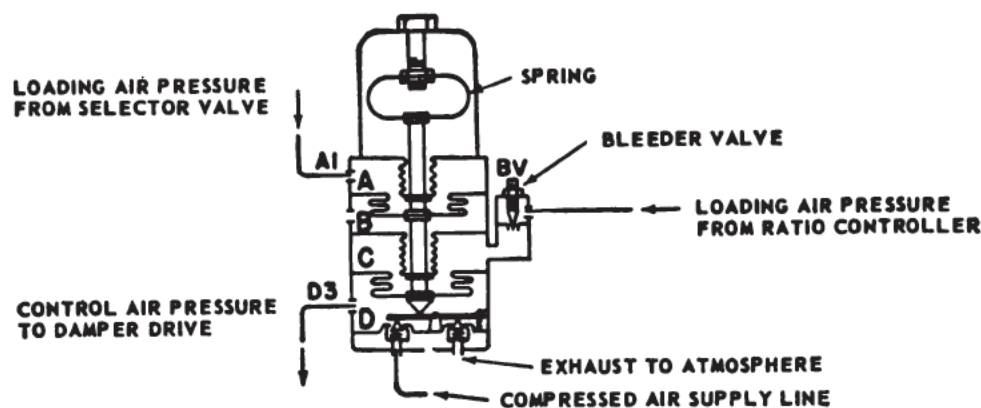 SPRING
LOADING AIR PRESSURE
FROM SELECTOR VALVE
BLEEDER VALVE
A1
A
BV
B
LOADING AIR PRESSURE
FROM RATIO CONTROLLER
C
D3
D
CONTROL AIR PRESSURE
TO DAMPER DRIVE
EXHAUST TO ATMOSPHERE
COMPRESSED AIR SUPPLY LINE